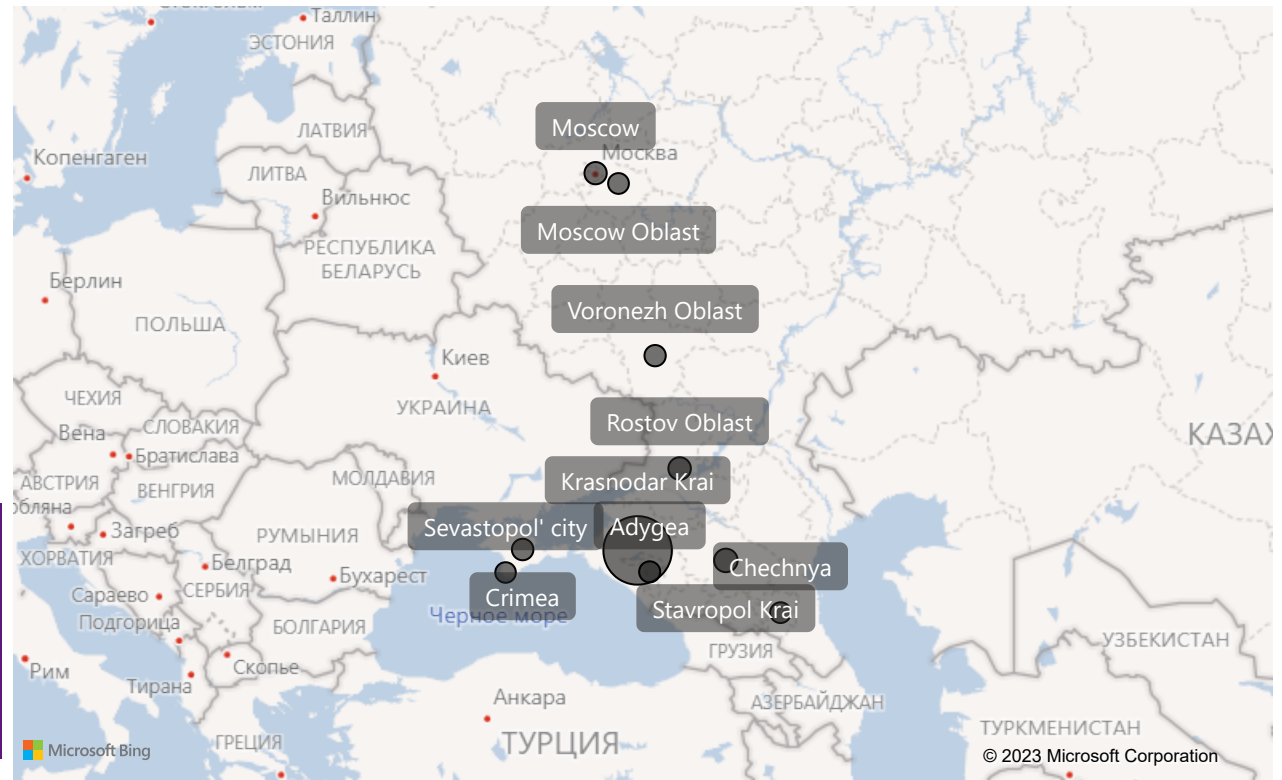 Таллин
ЭСТОНИЯ
Moscow
ЛАТВИЯ
Москва
Копенгаген
ЛИТВА
Вильнюс
Moscow Oblast
РЕСПУБЛИКА
БЕЛАРУСЬ
Берлин
Voronezh Oblast
ПОЛЬША
Киев
ЧЕХИЯ
УКРАИНА
Rostov Oblast
СЛОВАКИЯ
Вена
КАЗАХ
Братислава
МОЛДАВИЯ
АВСТРИЯ
ВЕНГРИЯ
Krasnodar Krai
обляна
Загреб
РУМЫНИЯ
Sevastopol' city
Adygea
ХОРВАТИЯ
Белград
Бухарест
Chechnya
Сараево
СЕРБИЯ
Crimea
Stavropol Krai
Черное море
Подгорица
БОЛГАРИЯ
УЗБЕКИСТАН
ГРУЗИЯ
Рим
Скопье
Тирана
Анкара
АЗЕРБАЙДЖАН
ТУРКМЕНИСТАН
ГРЕЦИЯ
ТУРЦИЯ
Microsoft Bing
© 2023 Microsoft Corporation